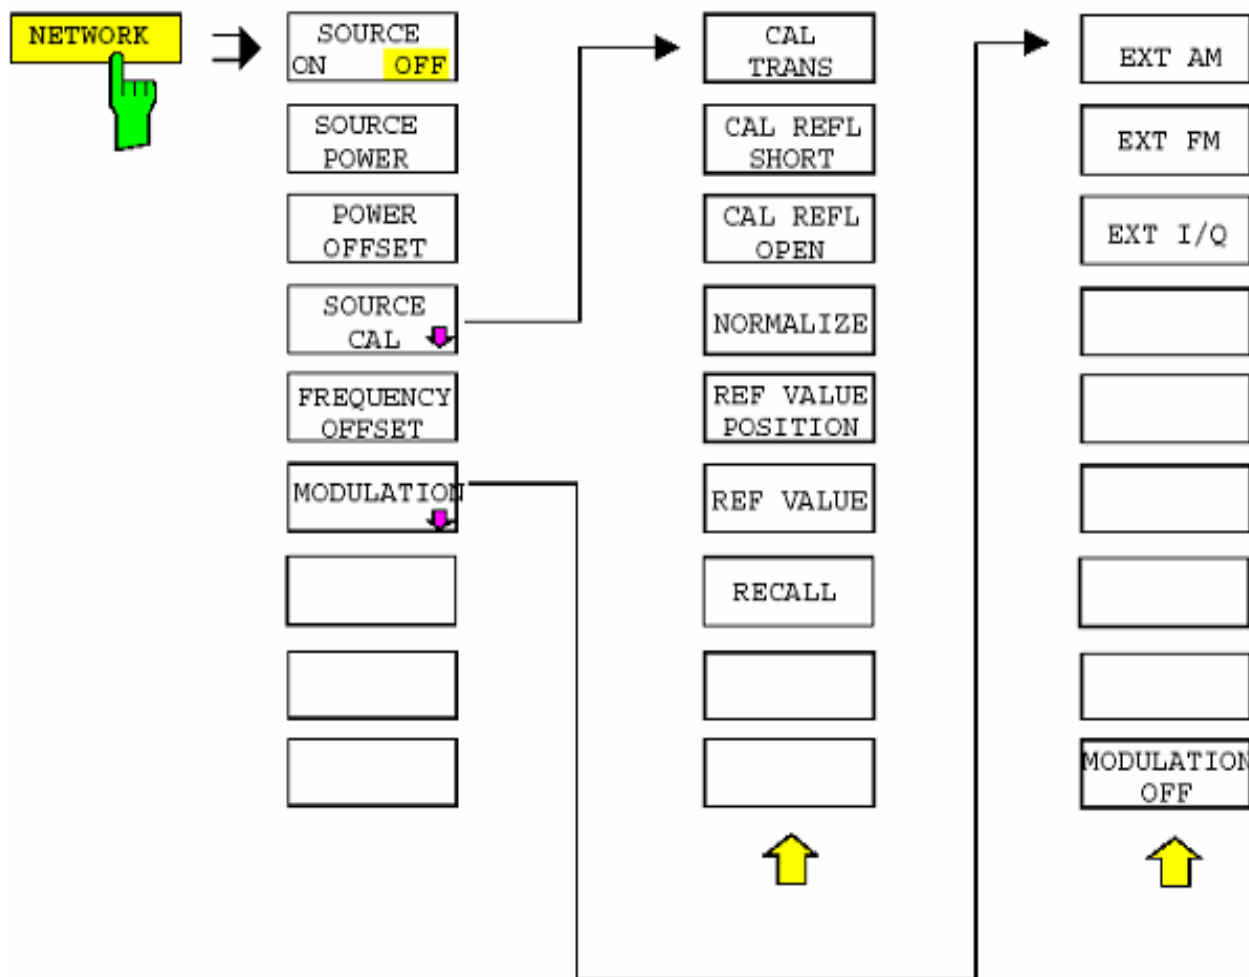 NETWORK
SOURCE
ON OFF
SOURCE
POWER
POWER
OFFSET
SOURCE
CAL
FREQUENCY
OFFSET
MODULATION
CAL
TRANS
CAL REFL
SHORT
CAL REFL
OPEN
NORMALIZE
REF VALUE
POSITION
REF VALUE
RECALL
EXT AM
EXT FM
EXT I/Q
MODULATION
OFF